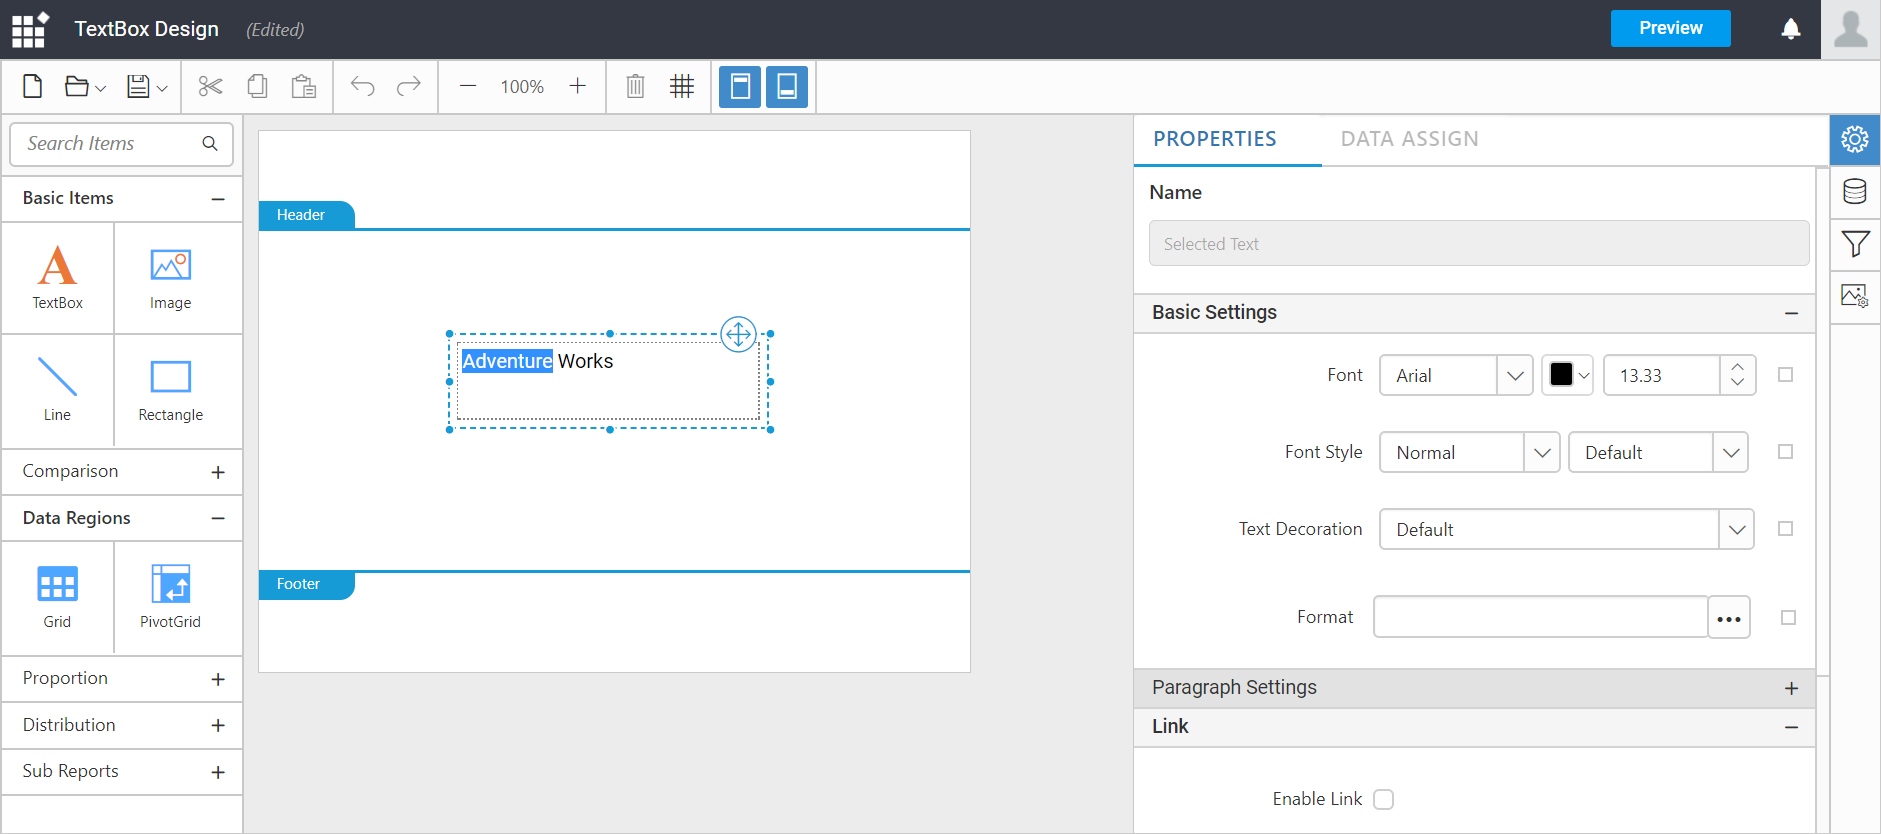 TextBox Design (Edited)
Preview
100%
Search Items
Basic Items
TextBox
Image
Line
Rectangle
Comparison
Data Regions
Grid
PivotGrid
Proportion
Distribution
Sub Reports
Header
Adventure Works
Footer
PROPERTIES
DATA ASSIGN
Name
Selected Text
Basic Settings
Font Arial 13.33
Font Style Normal Default
Text Decoration Default
Format
Paragraph Settings
Link
Enable Link